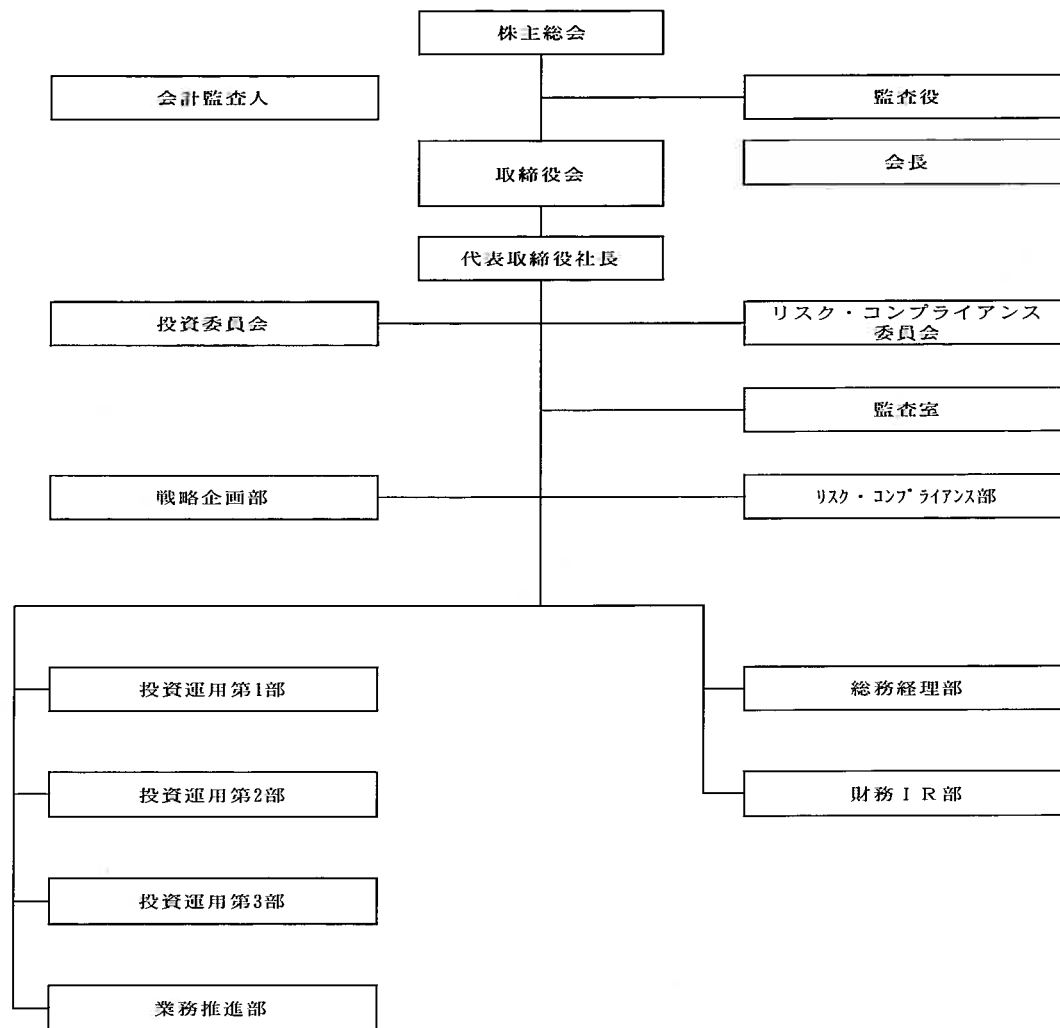 株主総会
会計監査人
監査役
取締役会
会長
代表取締役社長
投資委員会
リスク・コンプライアンス
委員会
監査室
戦略企画部
ﾘｽｸ・ｺﾝﾌﾟﾗｲｱﾝｽ部
投資運用第1部
総務経理部
投資運用第2部
財務ＩＲ部
投資運用第3部
業務推進部